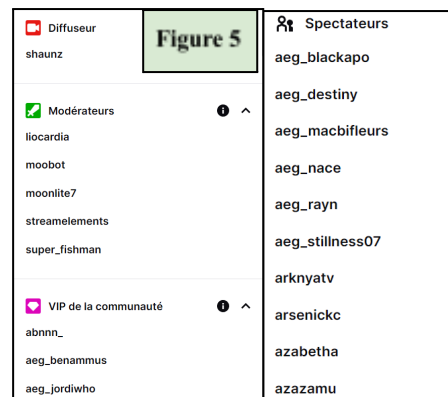 Diffuseur
shaunz
Figure 5
Modérateurs
liocardia
moobot
moonlite7
streamelements
super_fishman
VIP de la communauté
abnnn_
aeg_benammus
aeg_jordiwho
Spectateurs
aeg_blackapo
aeg_destiny
aeg_macbifleurs
aeg_nace
aeg_rayn
aeg_stillness07
arknyatv
arsenickc
azabetha
azazamu